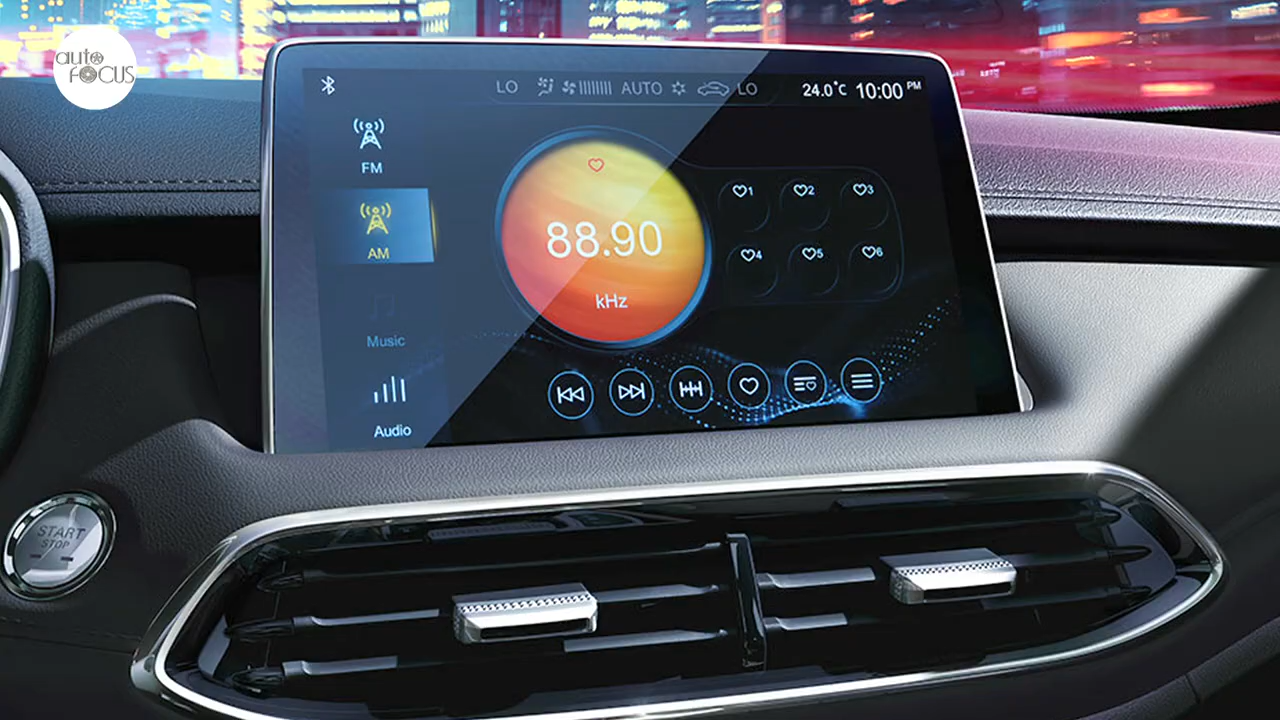 auto
FOCUS
LO AUTO LO 24.0°C 10:00 PM
FM
AM
Music
Audio
88.90
kHz
1 2 3
4 5 6
START
STOP